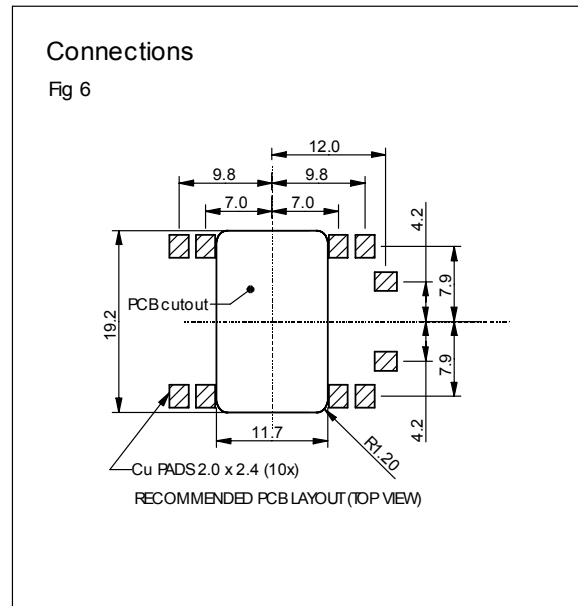 Connections
Fig 6
12.0
9.8 9.8
7.0 7.0
4.2
7.9
PCB cutout
19.2
7.9
4.2
11.7
R1.20
Cu PADS 2.0 x 2.4 (10x)
RECOMMENDED PCB LAYOUT (TOP VIEW)